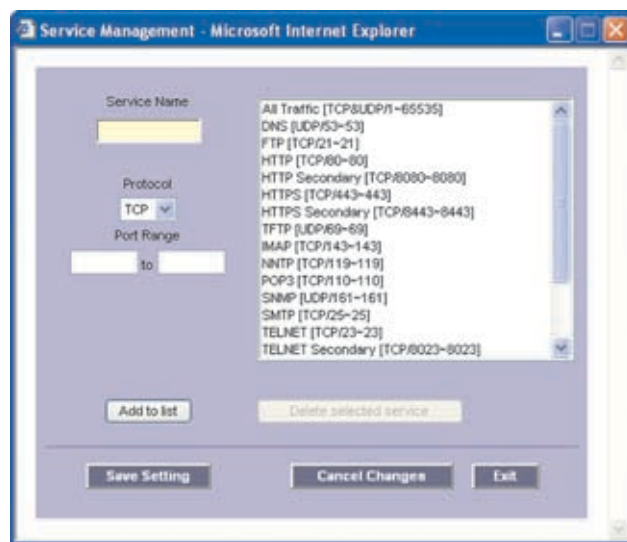 Service Management - Microsoft Internet Explorer
Service Name
Protocol
TCP
Port Range
to
All Traffic [TCP&UDP/1~65535]
DNS [UDP/53~53]
FTP [TCP/21~21]
HTTP [TCP/80~80]
HTTP Secondary [TCP/8080~8080]
HTTPS [TCP/443~443]
HTTPS Secondary [TCP/8443~8443]
TFTP [UDP/69~69]
IMAP [TCP/143~143]
NNTP [TCP/119~119]
POP3 [TCP/110~110]
SNMP [UDP/161~161]
SMTP [TCP/25~25]
TELNET [TCP/23~23]
TELNET Secondary [TCP/8023~8023]
Add to list
Delete selected service
Save Setting
Cancel Changes
Exit